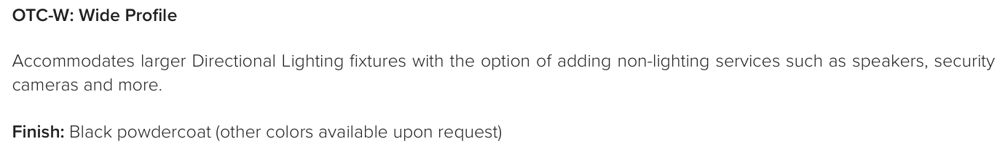 OTC-W: Wide Profile
Accommodates larger Directional Lighting fixtures with the option of adding non-lighting services such as speakers, security
cameras and more.
Finish: Black powdercoat (other colors available upon request)